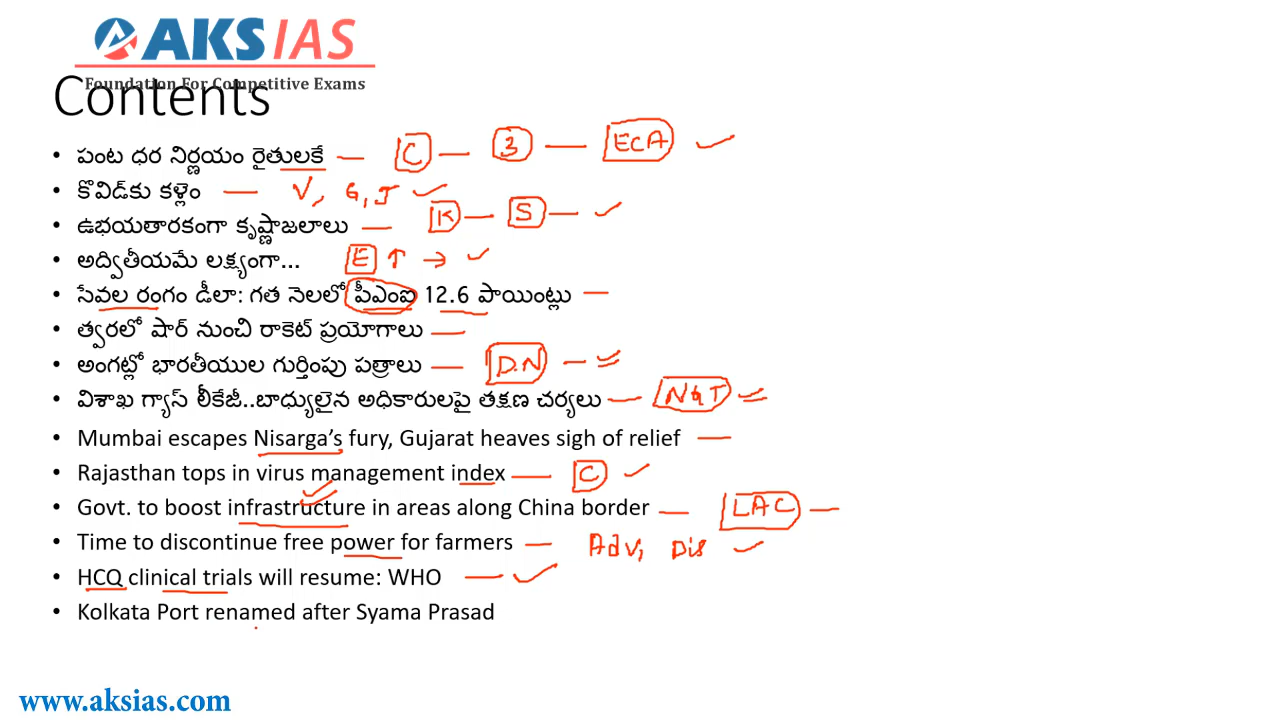 AKS IAS
Foundation For Competitive Exams
Contents
• పంట ధర నిర్ణయం రైతులకే — C — 3 — ECA
• కొవిడ్‌కు కళ్లెం — V, G, J
• ఉభయతారకంగా కృష్ణాజలాలు — K — S —
• అద్వితీయమే లక్ష్యంగా... E ↑ →
• సేవల రంగం డీలా: గత నెలలో పీఎంఐ 12.6 పాయింట్లు —
• త్వరలో షార్ నుంచి రాకెట్ ప్రయోగాలు —
• అంగట్లో భారతీయుల గుర్తింపు పత్రాలు — D.N —
• విశాఖ గ్యాస్ లీకేజీ..బాధ్యులైన అధికారులపై తక్షణ చర్యలు — NGT
• Mumbai escapes Nisarga's fury, Gujarat heaves sigh of relief —
• Rajasthan tops in virus management index — C
• Govt. to boost infrastructure in areas along China border — LAC —
• Time to discontinue free power for farmers — Adv, Dis
• HCQ clinical trials will resume: WHO —
• Kolkata Port renamed after Syama Prasad
www.aksias.com